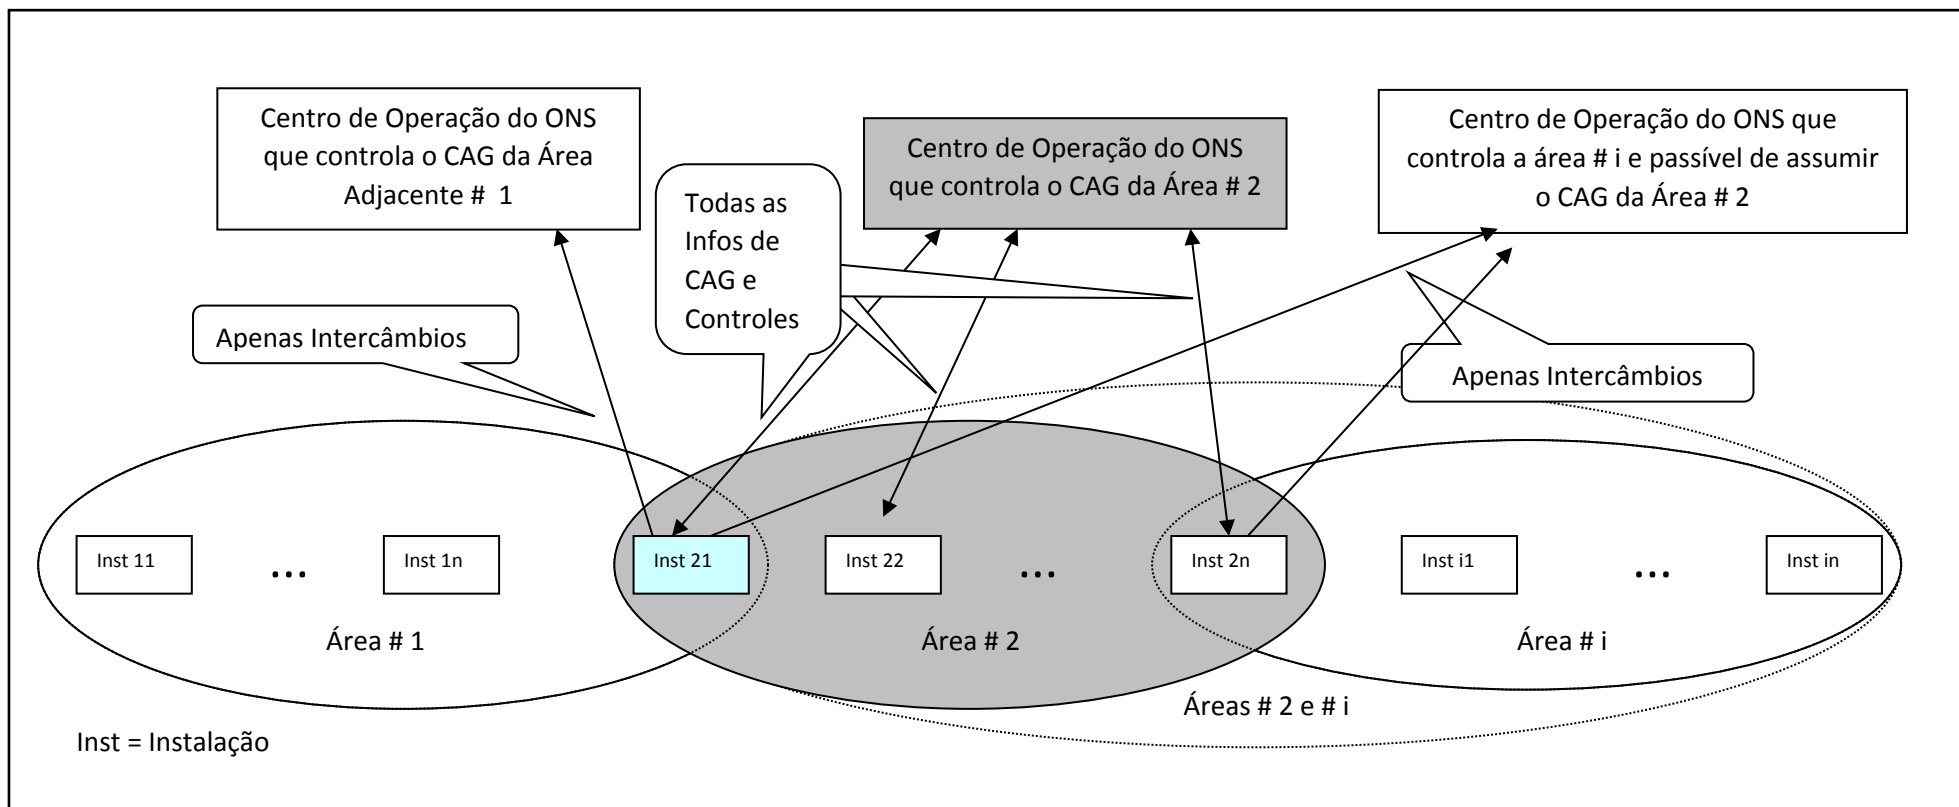 Centro de Operação do ONS
que controla o CAG da Área
Adjacente # 1
Centro de Operação do ONS
que controla o CAG da Área # 2
Centro de Operação do ONS que
controla a área # i e passível de assumir
o CAG da Área # 2
Todas as
Infos de
CAG e
Controles
Apenas Intercâmbios
Apenas Intercâmbios
Inst 11
...
Inst 1n
Inst 21
Inst 22
...
Inst 2n
Inst i1
...
Inst in
Área # 1
Área # 2
Área # i
Áreas # 2 e # i
Inst = Instalação